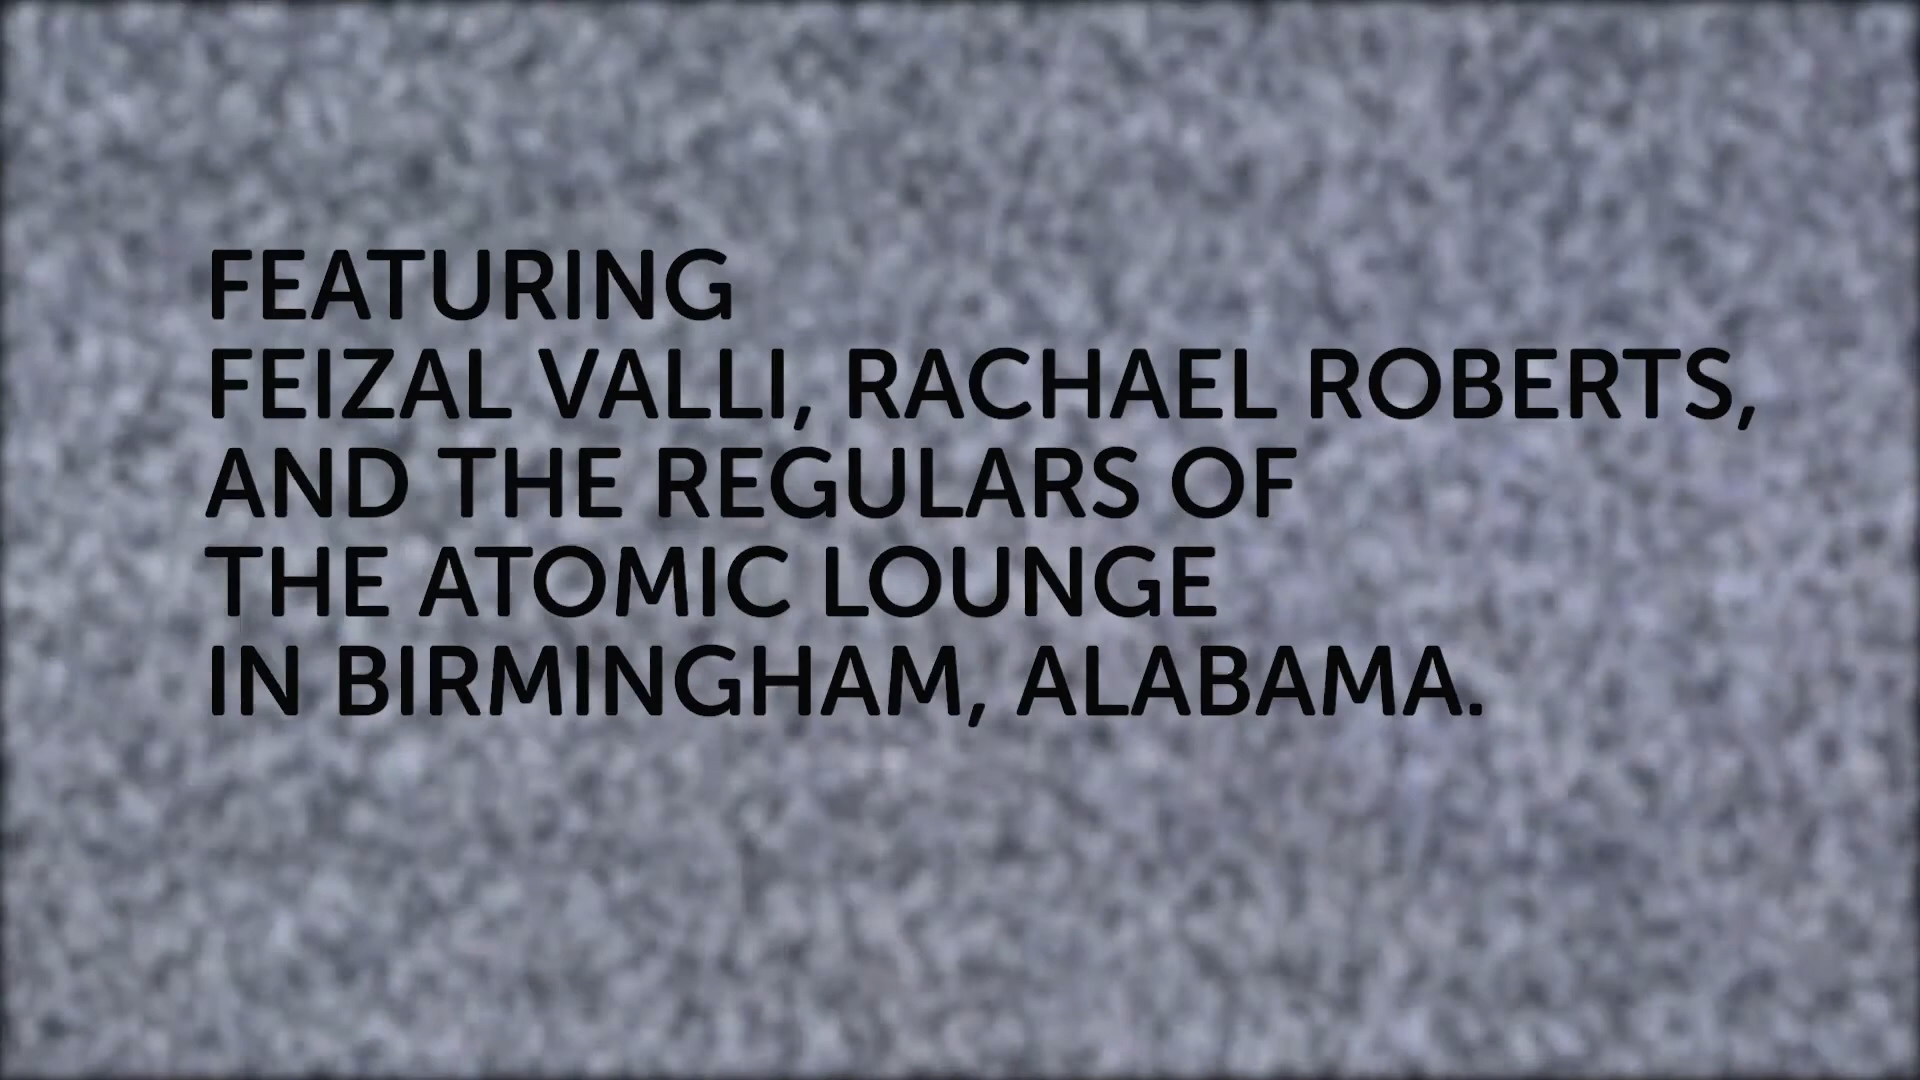 FEATURING
FEIZAL VALLI, RACHAEL ROBERTS,
AND THE REGULARS OF
THE ATOMIC LOUNGE
IN BIRMINGHAM, ALABAMA.